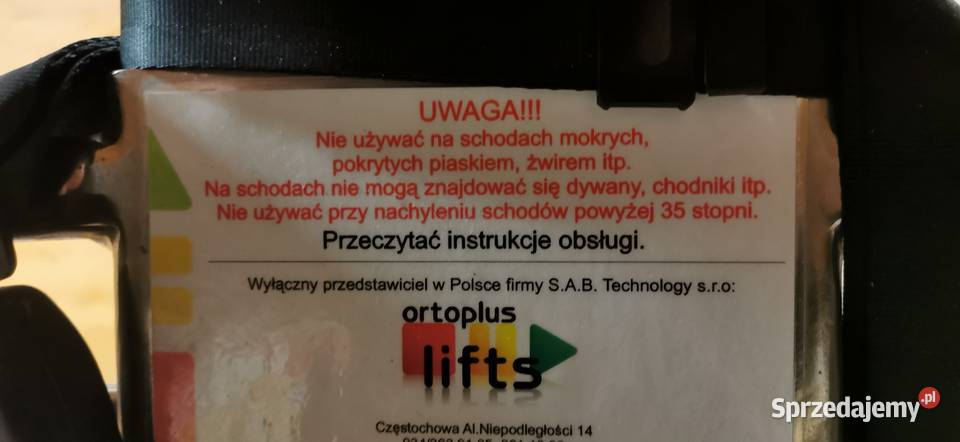 UWAGA!!!
Nie używać na schodach mokrych,
pokrytych piaskiem, żwirem itp.
Na schodach nie mogą znajdować się dywany, chodniki itp.
Nie używać przy nachyleniu schodów powyżej 35 stopni.
Przeczytać instrukcje obsługi.
Wyłączny przedstawiciel w Polsce firmy S.A.B. Technology s.r.o:
ortoplus
lifts
Częstochowa Al.Niepodległości 14
Sprzedajemy.pl